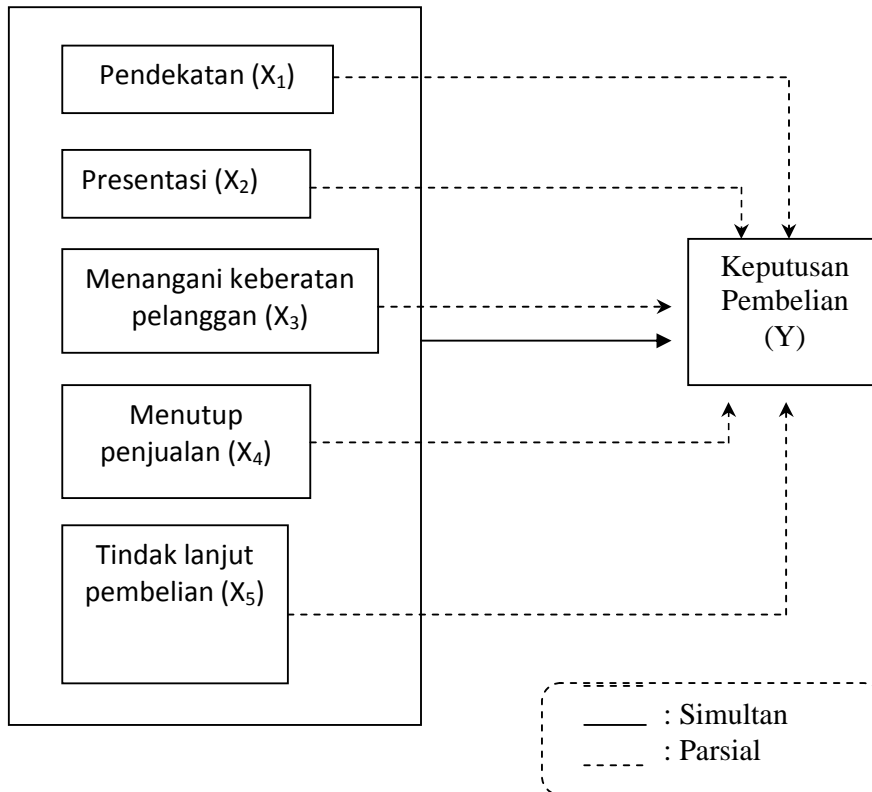 Pendekatan (X₁)
Presentasi (X₂)
Menangani keberatan
pelanggan (X₃)
Menutup
penjualan (X₄)
Tindak lanjut
pembelian (X₅)
Keputusan
Pembelian
(Y)
: Simultan
: Parsial